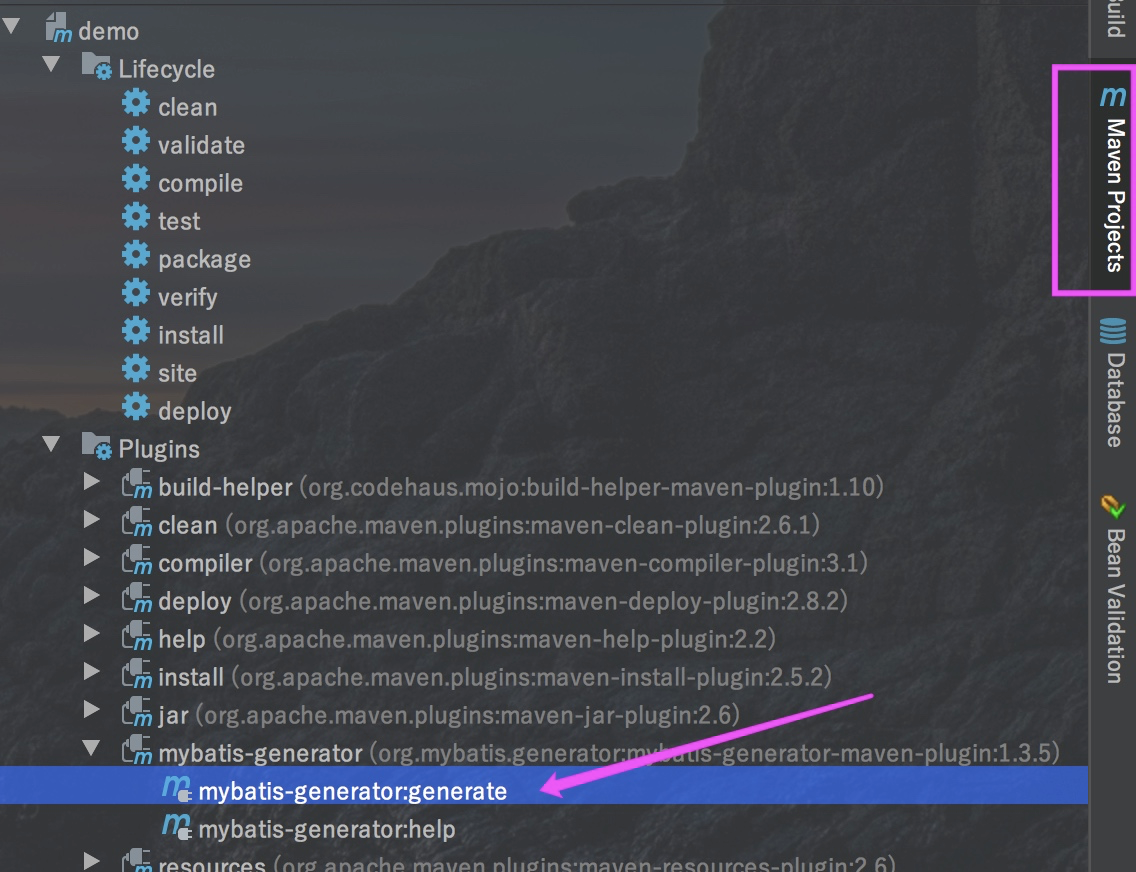 demo
Lifecycle
clean
validate
compile
test
package
verify
install
site
deploy
Plugins
build-helper (org.codehaus.mojo:build-helper-maven-plugin:1.10)
clean (org.apache.maven.plugins:maven-clean-plugin:2.6.1)
compiler (org.apache.maven.plugins:maven-compiler-plugin:3.1)
deploy (org.apache.maven.plugins:maven-deploy-plugin:2.8.2)
help (org.apache.maven.plugins:maven-help-plugin:2.2)
install (org.apache.maven.plugins:maven-install-plugin:2.5.2)
jar (org.apache.maven.plugins:maven-jar-plugin:2.6)
mybatis-generator (org.mybatis.generator:mybatis-generator-maven-plugin:1.3.5)
mybatis-generator:generate
mybatis-generator:help
resources (org.apache.maven.plugins:maven-resources-plugin:2.6)
uild
Maven Projects
Database
Bean Validation